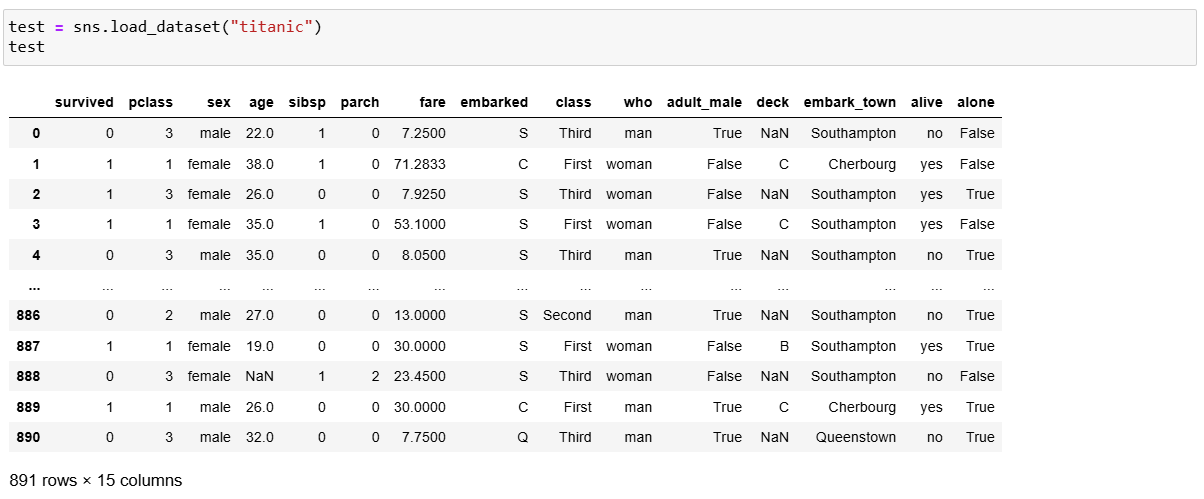 test = sns.load_dataset("titanic")
test
survived pclass sex age sibsp parch fare embarked class who adult_male deck embark_town alive alone
0 0 3 male 22.0 1 0 7.2500 S Third man True NaN Southampton no False
1 1 1 female 38.0 1 0 71.2833 C First woman False C Cherbourg yes False
2 1 3 female 26.0 0 0 7.9250 S Third woman False NaN Southampton yes True
3 1 1 female 35.0 1 0 53.1000 S First woman False C Southampton yes False
4 0 3 male 35.0 0 0 8.0500 S Third man True NaN Southampton no True
... ... ... ... ... ... ... ... ... ... ... ... ... ... ... ...
886 0 2 male 27.0 0 0 13.0000 S Second man True NaN Southampton no True
887 1 1 female 19.0 0 0 30.0000 S First woman False B Southampton yes True
888 0 3 female NaN 1 2 23.4500 S Third woman False NaN Southampton no False
889 1 1 male 26.0 0 0 30.0000 C First man True C Cherbourg yes True
890 0 3 male 32.0 0 0 7.7500 Q Third man True NaN Queenstown no True
891 rows × 15 columns